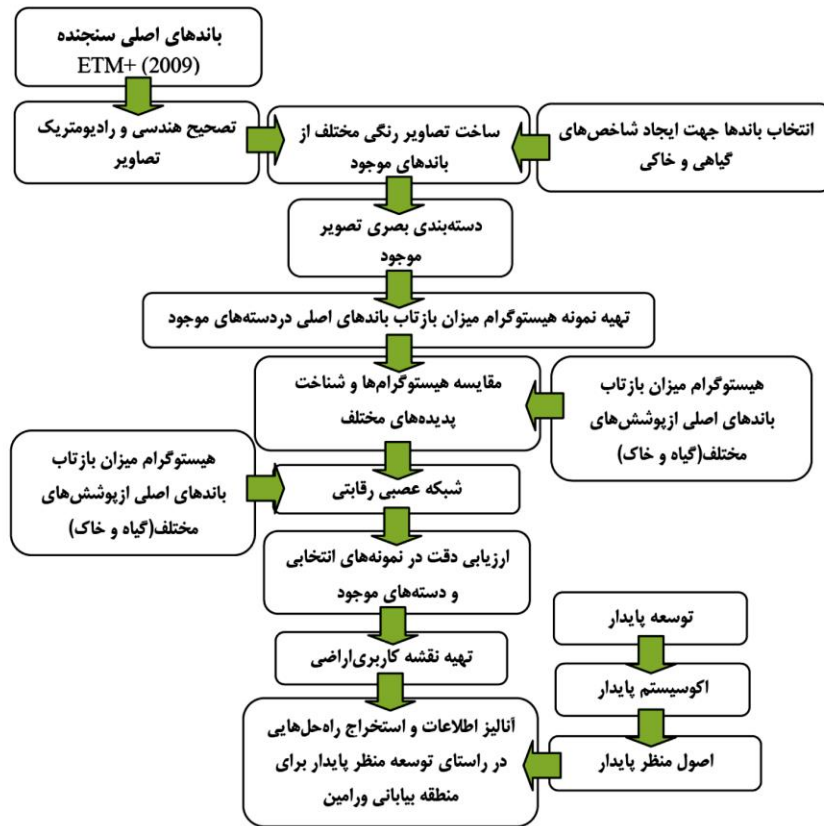 باندهای اصلی سنجنده
ETM+ (2009)
تصحیح هندسی و رادیومتریک
تصاویر
ساخت تصاویر رنگی مختلف از
باندهای موجود
انتخاب باندها جهت ایجاد شاخص‌های
گیاهی و خاکی
دسته‌بندی بصری تصویر
موجود
تهیه نمونه هیستوگرام میزان بازتاب باندهای اصلی دردسته‌های موجود
مقایسه هیستوگرام‌ها و شناخت
پدیده‌های مختلف
هیستوگرام میزان بازتاب
باندهای اصلی ازپوشش‌های
مختلف(گیاه و خاک)
هیستوگرام میزان بازتاب
باندهای اصلی ازپوشش‌های
مختلف(گیاه و خاک)
شبکه عصبی رقابتی
ارزیابی دقت در نمونه‌های انتخابی
و دسته‌های موجود
تهیه نقشه کاربری‌اراضی
توسعه پایدار
اکوسیستم پایدار
اصول منظر پایدار
آنالیز اطلاعات و استخراج راه‌حل‌هایی
در راستای توسعه منظر پایدار برای
منطقه بیابانی ورامین